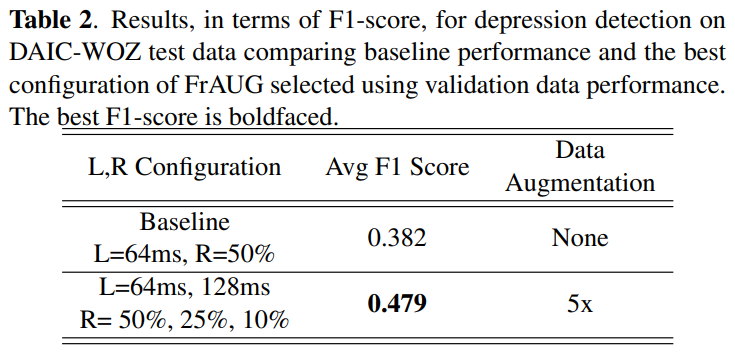 Table 2. Results, in terms of F1-score, for depression detection on
DAIC-WOZ test data comparing baseline performance and the best
configuration of FrAUG selected using validation data performance.
The best F1-score is boldfaced.
L,R Configuration Avg F1 Score Data Augmentation
Baseline
L=64ms, R=50% 0.382 None
L=64ms, 128ms
R= 50%, 25%, 10% 0.479 5x